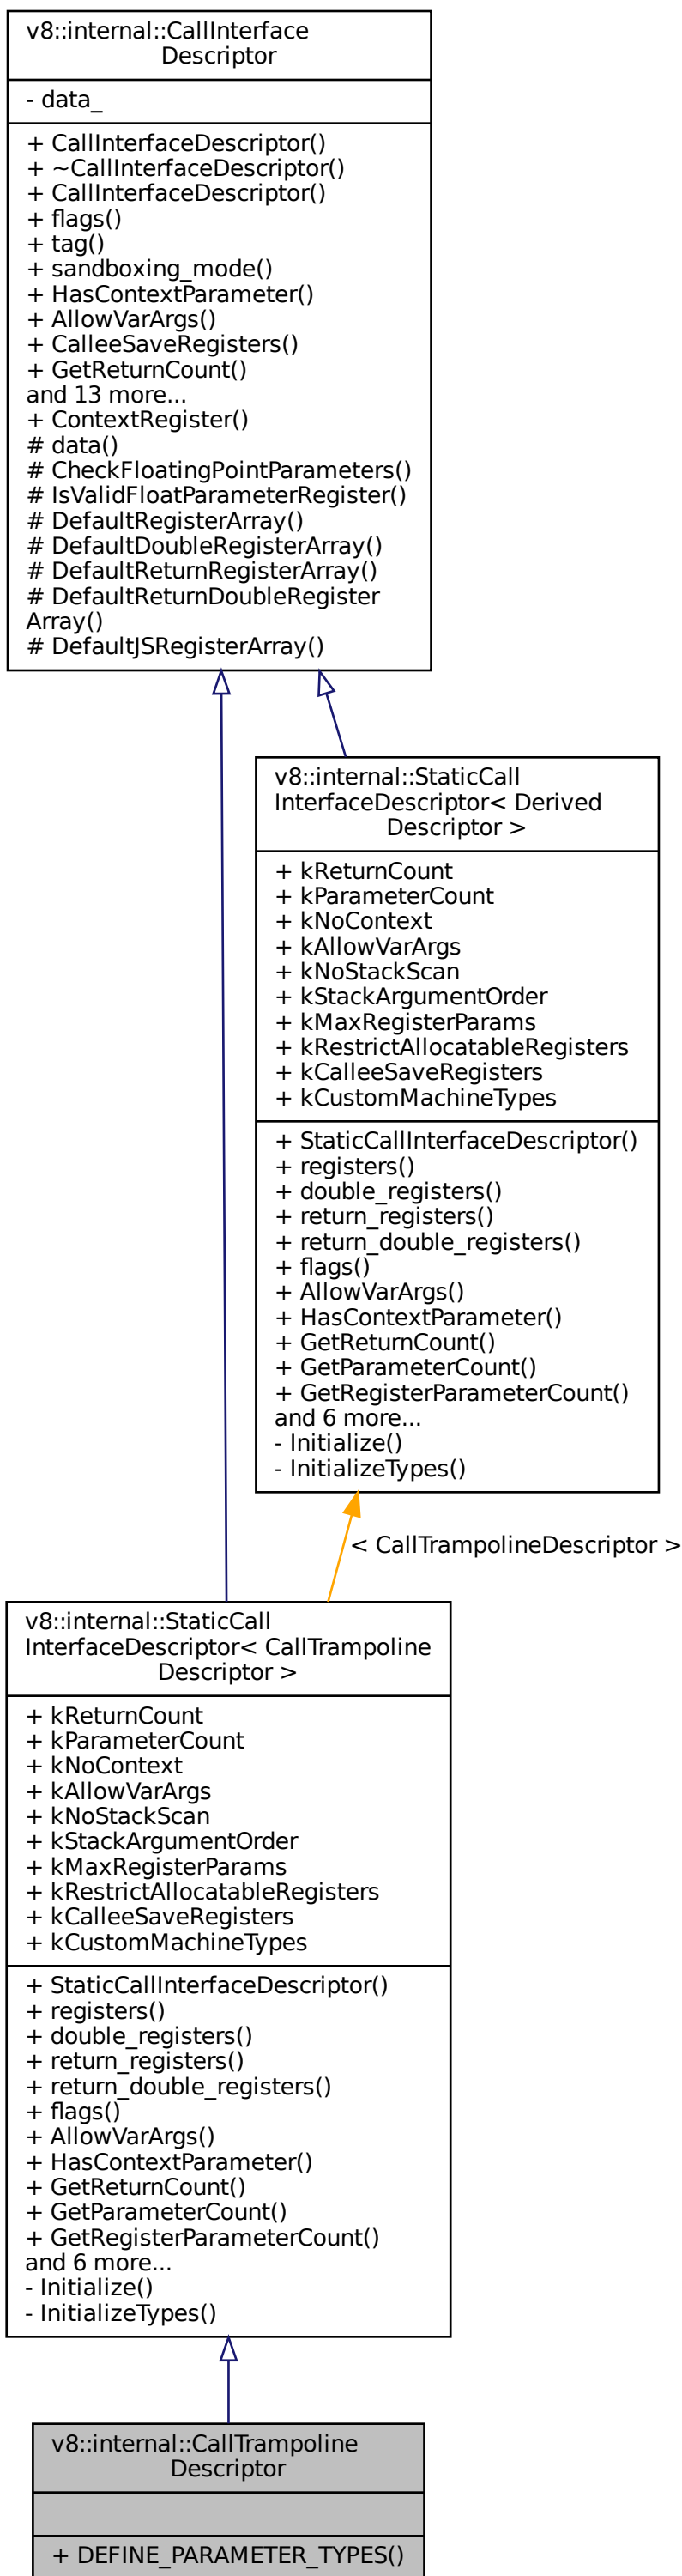 v8::internal::CallInterface
Descriptor
- data_
+ CallInterfaceDescriptor()
+ ~CallInterfaceDescriptor()
+ CallInterfaceDescriptor()
+ flags()
+ tag()
+ sandboxing_mode()
+ HasContextParameter()
+ AllowVarArgs()
+ CalleeSaveRegisters()
+ GetReturnCount()
and 13 more...
+ ContextRegister()
# data()
# CheckFloatingPointParameters()
# IsValidFloatParameterRegister()
# DefaultRegisterArray()
# DefaultDoubleRegisterArray()
# DefaultReturnRegisterArray()
# DefaultReturnDoubleRegister
Array()
# DefaultJSRegisterArray()
v8::internal::StaticCall
InterfaceDescriptor< Derived
Descriptor >
+ kReturnCount
+ kParameterCount
+ kNoContext
+ kAllowVarArgs
+ kNoStackScan
+ kStackArgumentOrder
+ kMaxRegisterParams
+ kRestrictAllocatableRegisters
+ kCalleeSaveRegisters
+ kCustomMachineTypes
+ StaticCallInterfaceDescriptor()
+ registers()
+ double_registers()
+ return_registers()
+ return_double_registers()
+ flags()
+ AllowVarArgs()
+ HasContextParameter()
+ GetReturnCount()
+ GetParameterCount()
+ GetRegisterParameterCount()
and 6 more...
- Initialize()
- InitializeTypes()
< CallTrampolineDescriptor >
v8::internal::StaticCall
InterfaceDescriptor< CallTrampoline
Descriptor >
+ kReturnCount
+ kParameterCount
+ kNoContext
+ kAllowVarArgs
+ kNoStackScan
+ kStackArgumentOrder
+ kMaxRegisterParams
+ kRestrictAllocatableRegisters
+ kCalleeSaveRegisters
+ kCustomMachineTypes
+ StaticCallInterfaceDescriptor()
+ registers()
+ double_registers()
+ return_registers()
+ return_double_registers()
+ flags()
+ AllowVarArgs()
+ HasContextParameter()
+ GetReturnCount()
+ GetParameterCount()
+ GetRegisterParameterCount()
and 6 more...
- Initialize()
- InitializeTypes()
v8::internal::CallTrampoline
Descriptor
+ DEFINE_PARAMETER_TYPES()